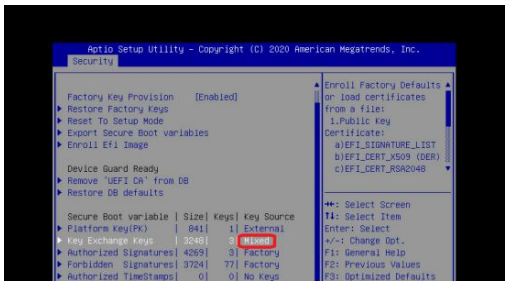 Aptio Setup Utility - Copyright (C) 2020 American Megatrends, Inc.
Security
Factory Key Provision [Enabled]
Restore Factory Keys
Reset To Setup Mode
Export Secure Boot variables
Enroll Efi Image
Device Guard Ready
Remove 'UEFI CA' from DB
Restore DB defaults
Secure Boot variable | Size| Keys| Key Source
Platform Key(PK) | 841| 1| External
Key Exchange Keys | 3248| 3| Mixed
Authorized Signatures| 4269| 3| Factory
Forbidden Signatures| 3724| 77| Factory
Authorized TimeStamps| 0| 0| No Keys
Enroll Factory Defaults
or load certificates
from a file:
1.Public Key
Certificate:
a)EFI_SIGNATURE_LIST
b)EFI_CERT_X509 (DER)
c)EFI_CERT_RSA2048
→←: Select Screen
↑↓: Select Item
Enter: Select
+/-: Change Opt.
F1: General Help
F2: Previous Values
F3: Optimized Defaults